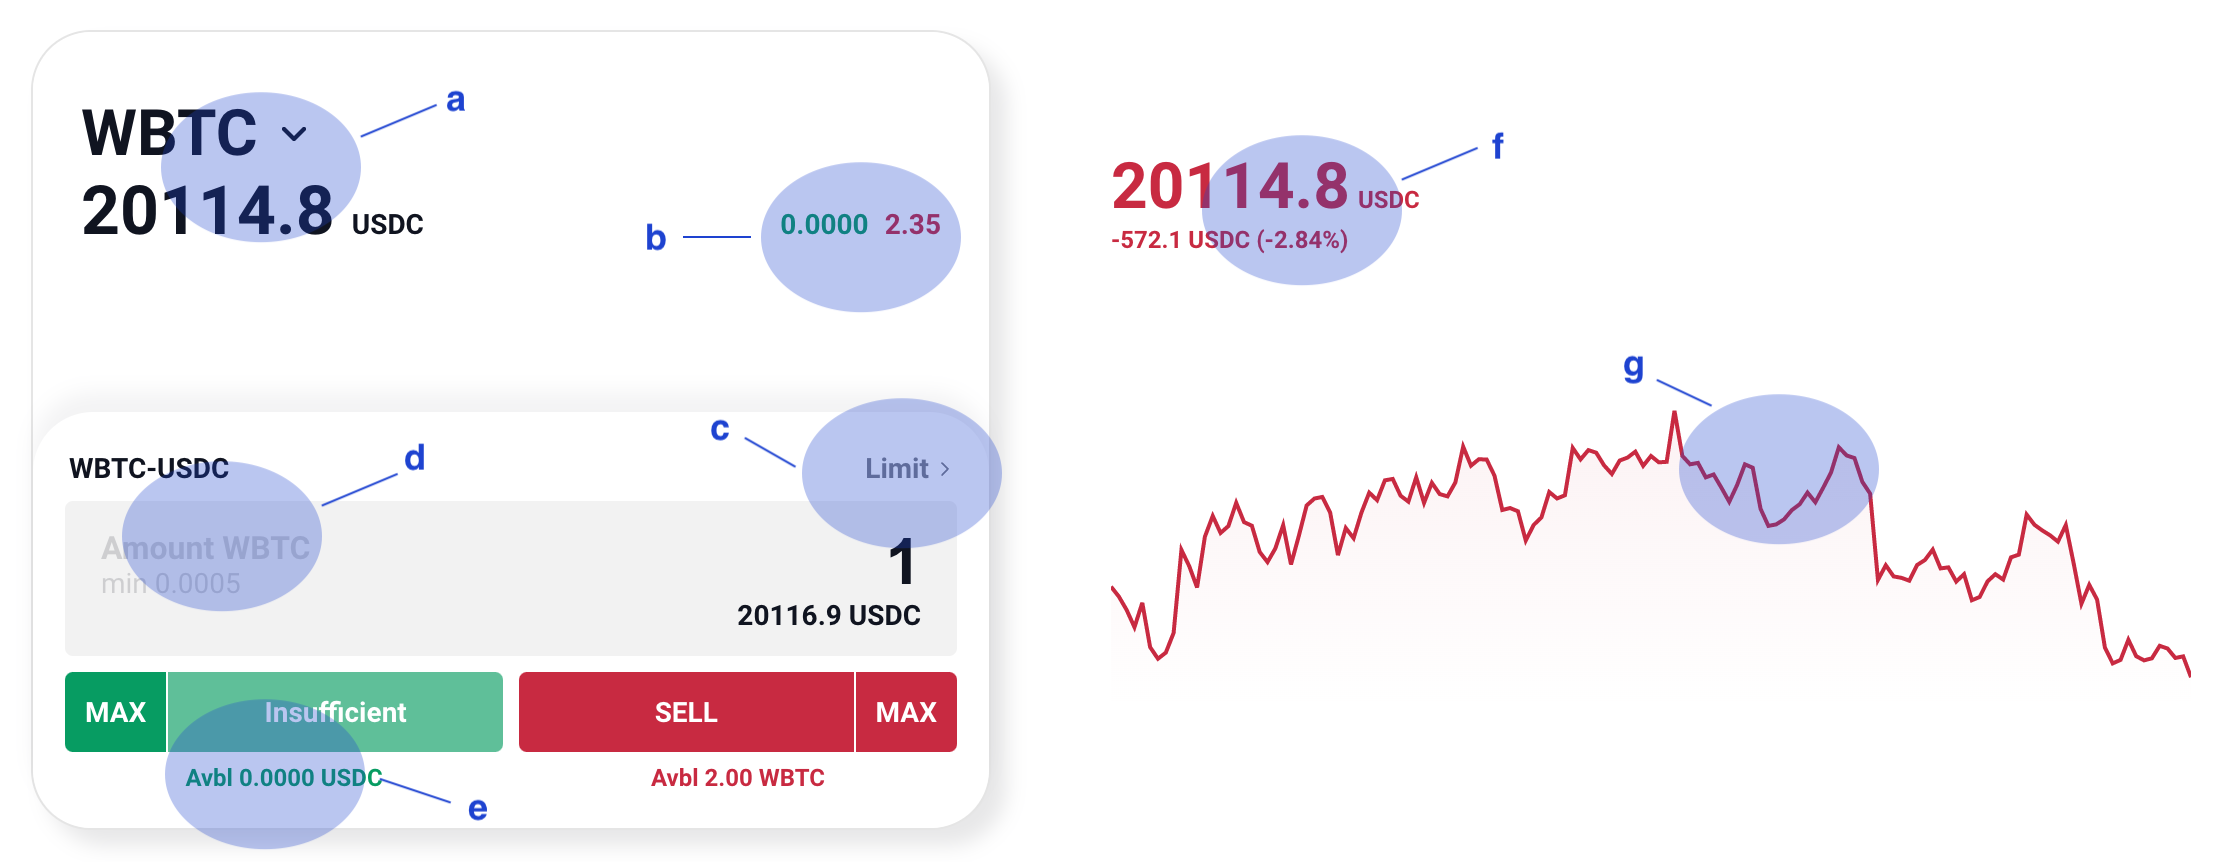 WBTC
a
20114.8 USDC
b
0.0000 2.35
c
d
WBTC-USDC
Limit
Amount WBTC
min 0.0005
1
20116.9 USDC
MAX
Insufficient
SELL
MAX
Avbl 0.0000 USDC
Avbl 2.00 WBTC
e
f
20114.8 USDC
-572.1 USDC (-2.84%)
g